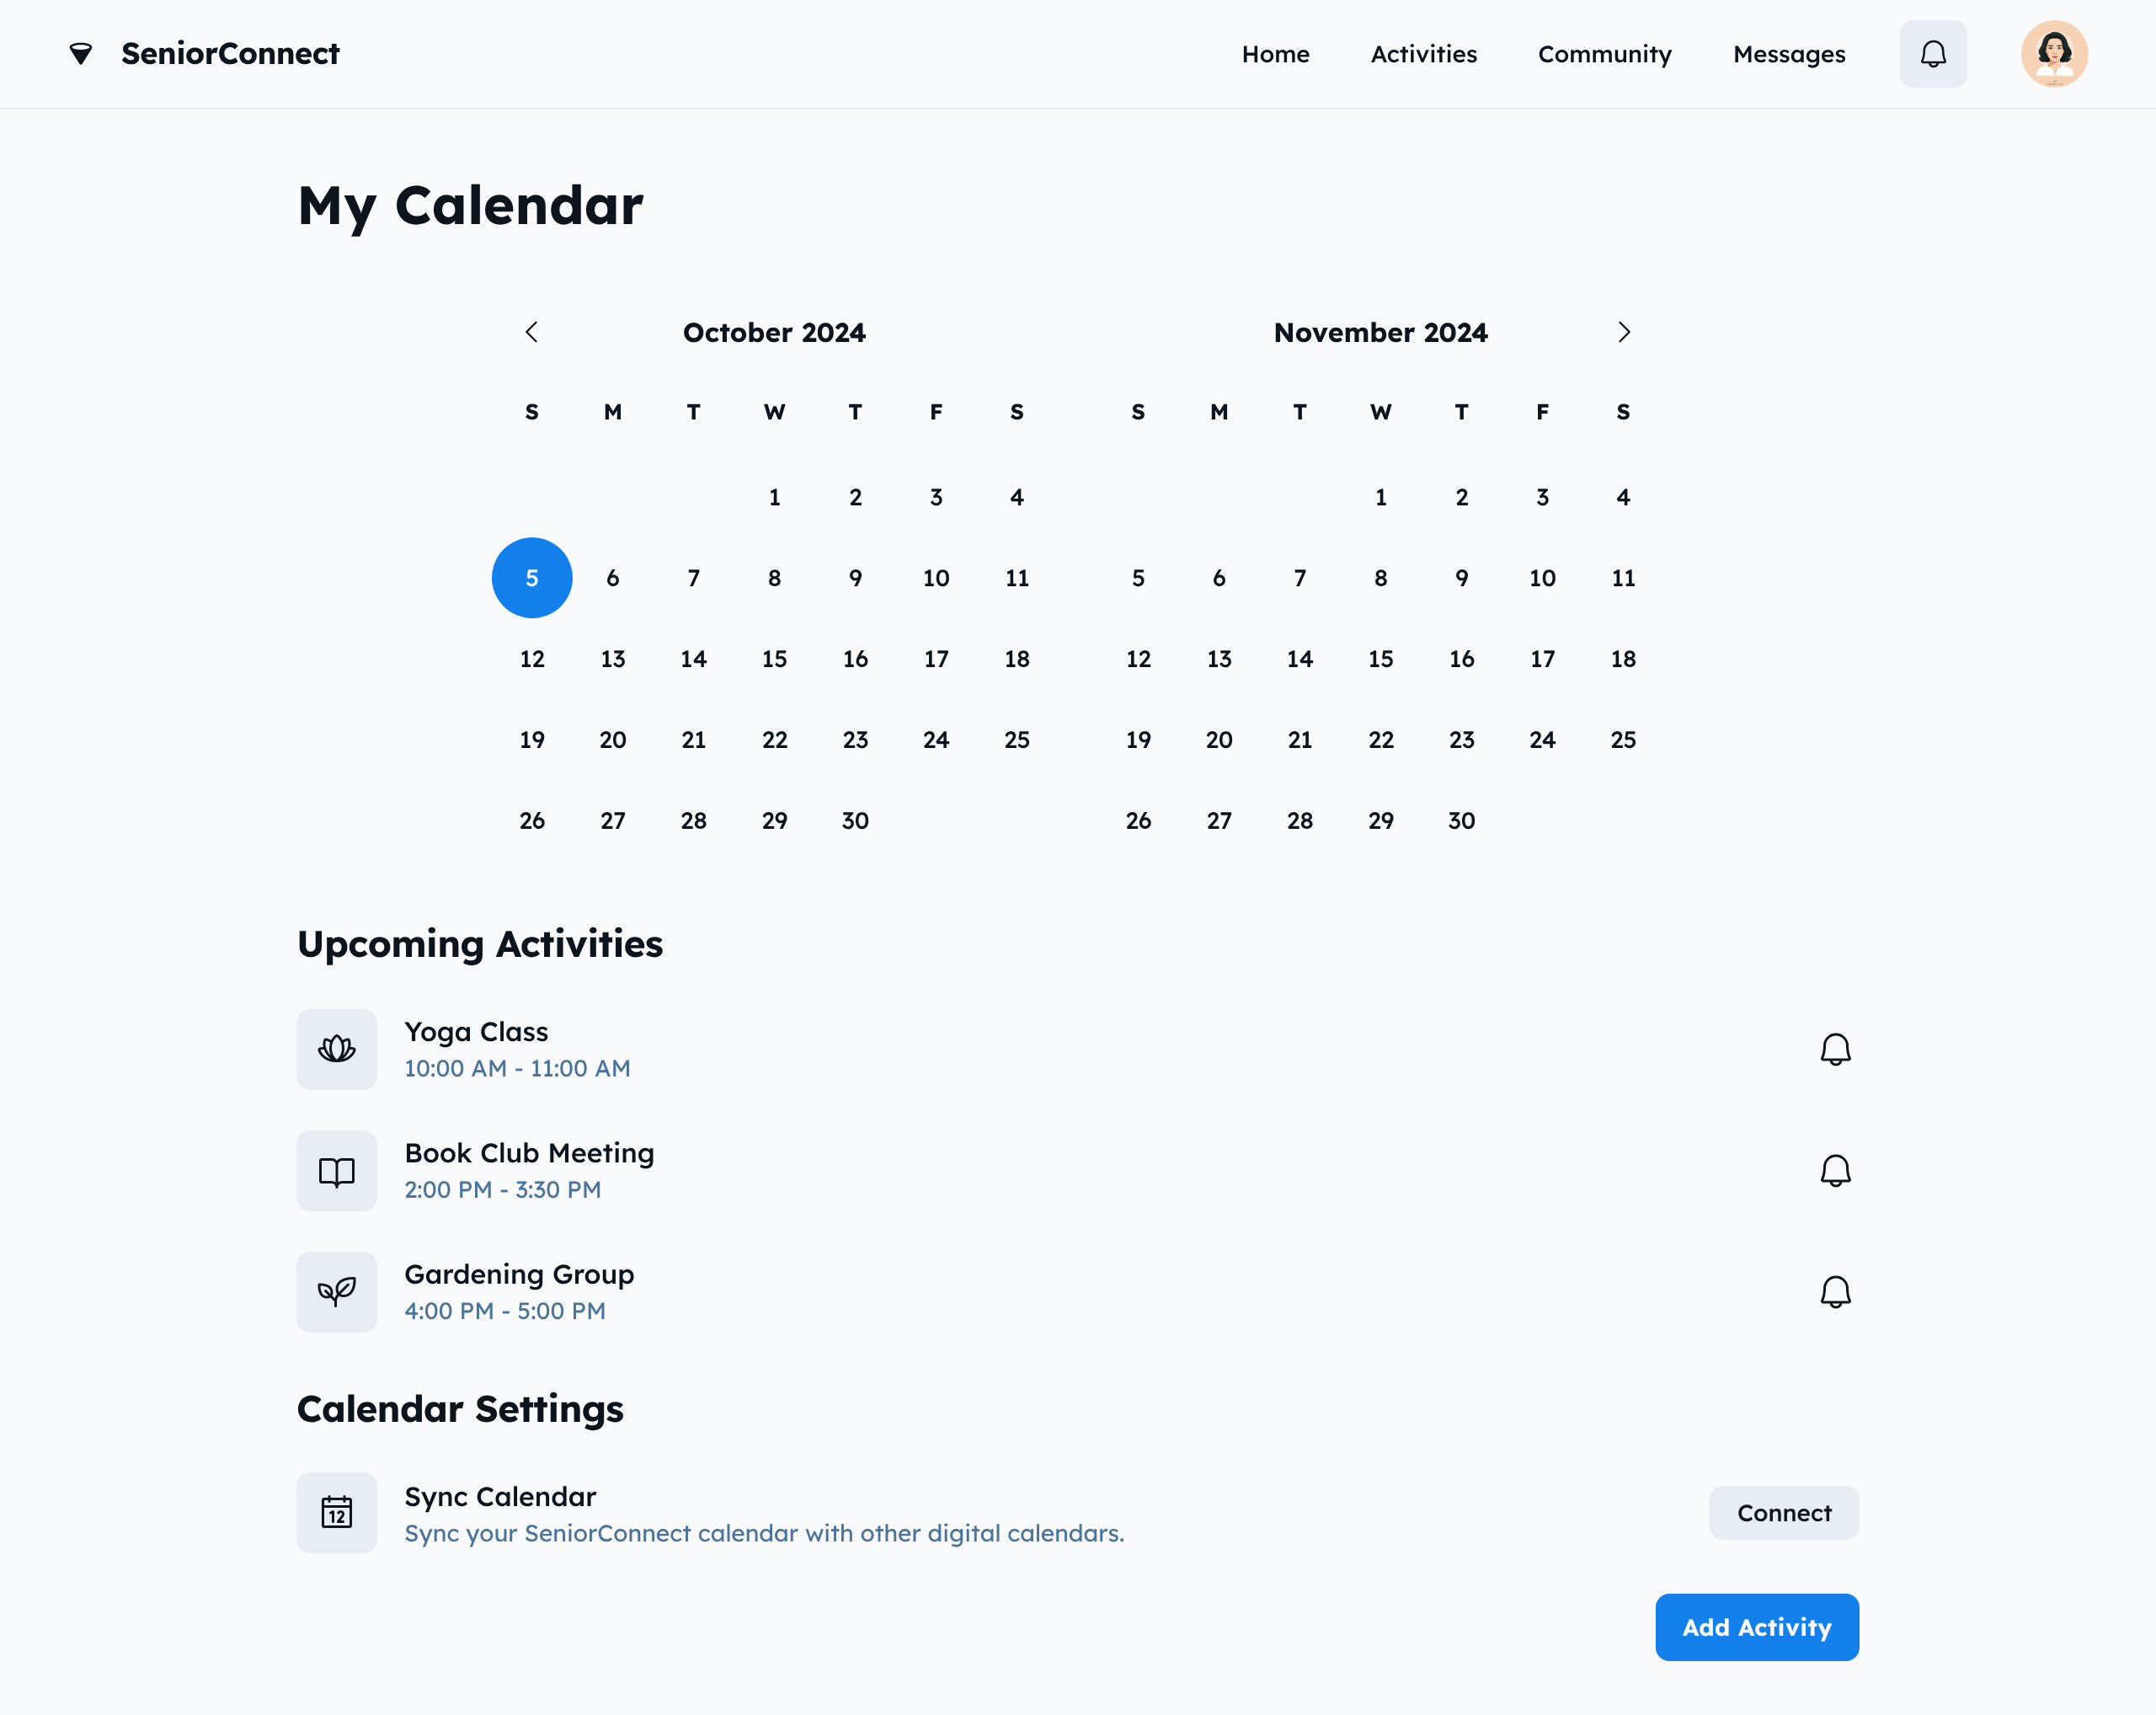 SeniorConnect
Home Activities Community Messages
My Calendar
October 2024
S M T W T F S
1 2 3 4
5 6 7 8 9 10 11
12 13 14 15 16 17 18
19 20 21 22 23 24 25
26 27 28 29 30
November 2024
S M T W T F S
1 2 3 4
5 6 7 8 9 10 11
12 13 14 15 16 17 18
19 20 21 22 23 24 25
26 27 28 29 30
Upcoming Activities
Yoga Class
10:00 AM - 11:00 AM
Book Club Meeting
2:00 PM - 3:30 PM
Gardening Group
4:00 PM - 5:00 PM
Calendar Settings
12
Sync Calendar
Sync your SeniorConnect calendar with other digital calendars.
Connect
Add Activity